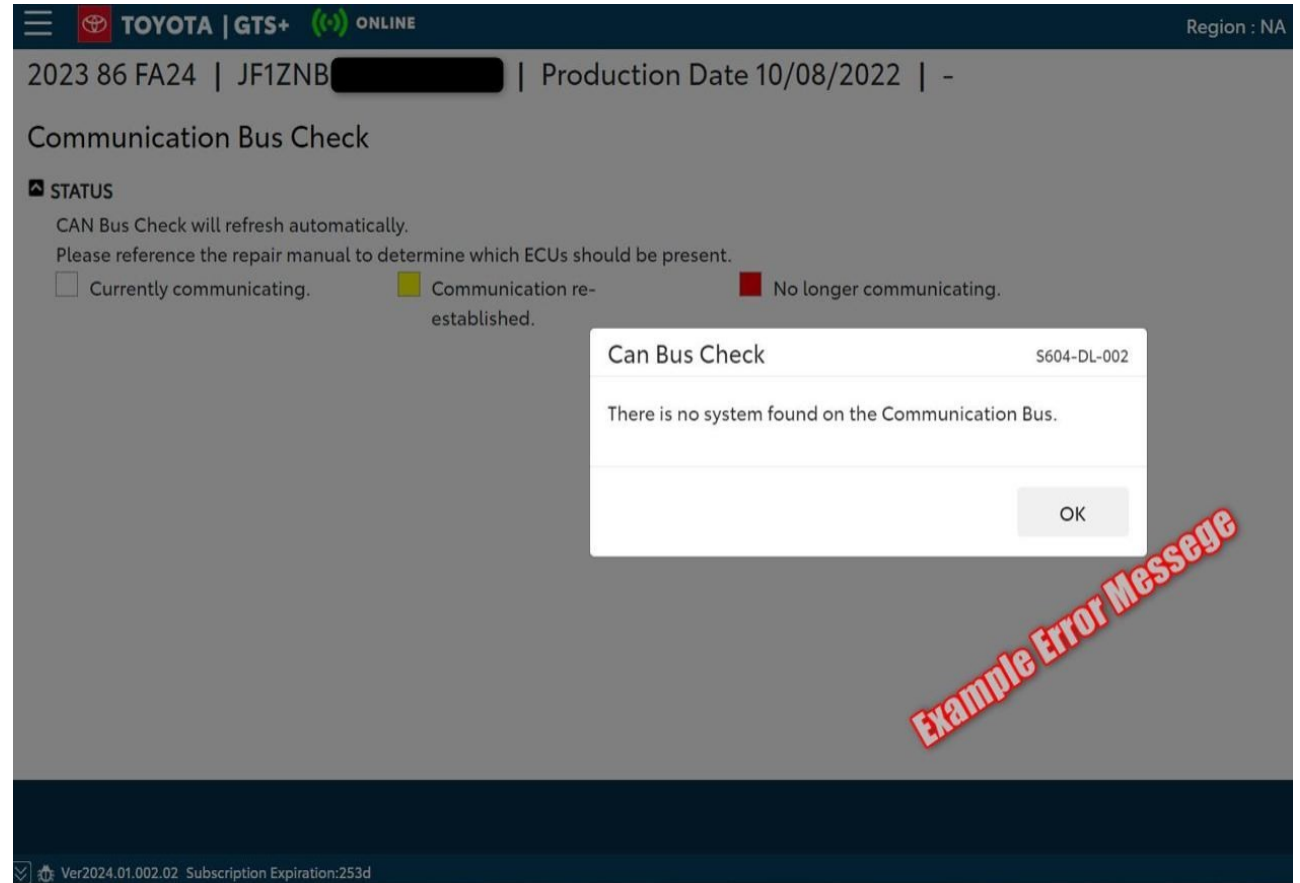 TOYOTA | GTS+ ONLINE Region : NA
2023 86 FA24 | JF1ZNB | Production Date 10/08/2022 | -
Communication Bus Check
STATUS
CAN Bus Check will refresh automatically.
Please reference the repair manual to determine which ECUs should be present.
Currently communicating.
Communication re-
established.
No longer communicating.
Can Bus Check S604-DL-002
There is no system found on the Communication Bus.
OK
Example Error Messege
Ver2024.01.002.02 Subscription Expiration:253d